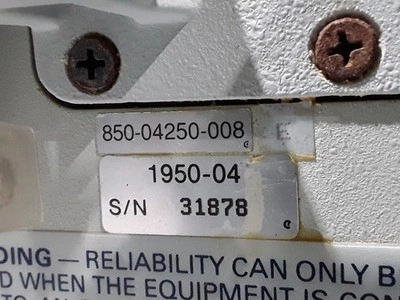 850-04250-008 E
1950-04
S/N 31878
DING — RELIABILITY CAN ONLY B
D WHEN THE EQUIPMENT IS CON